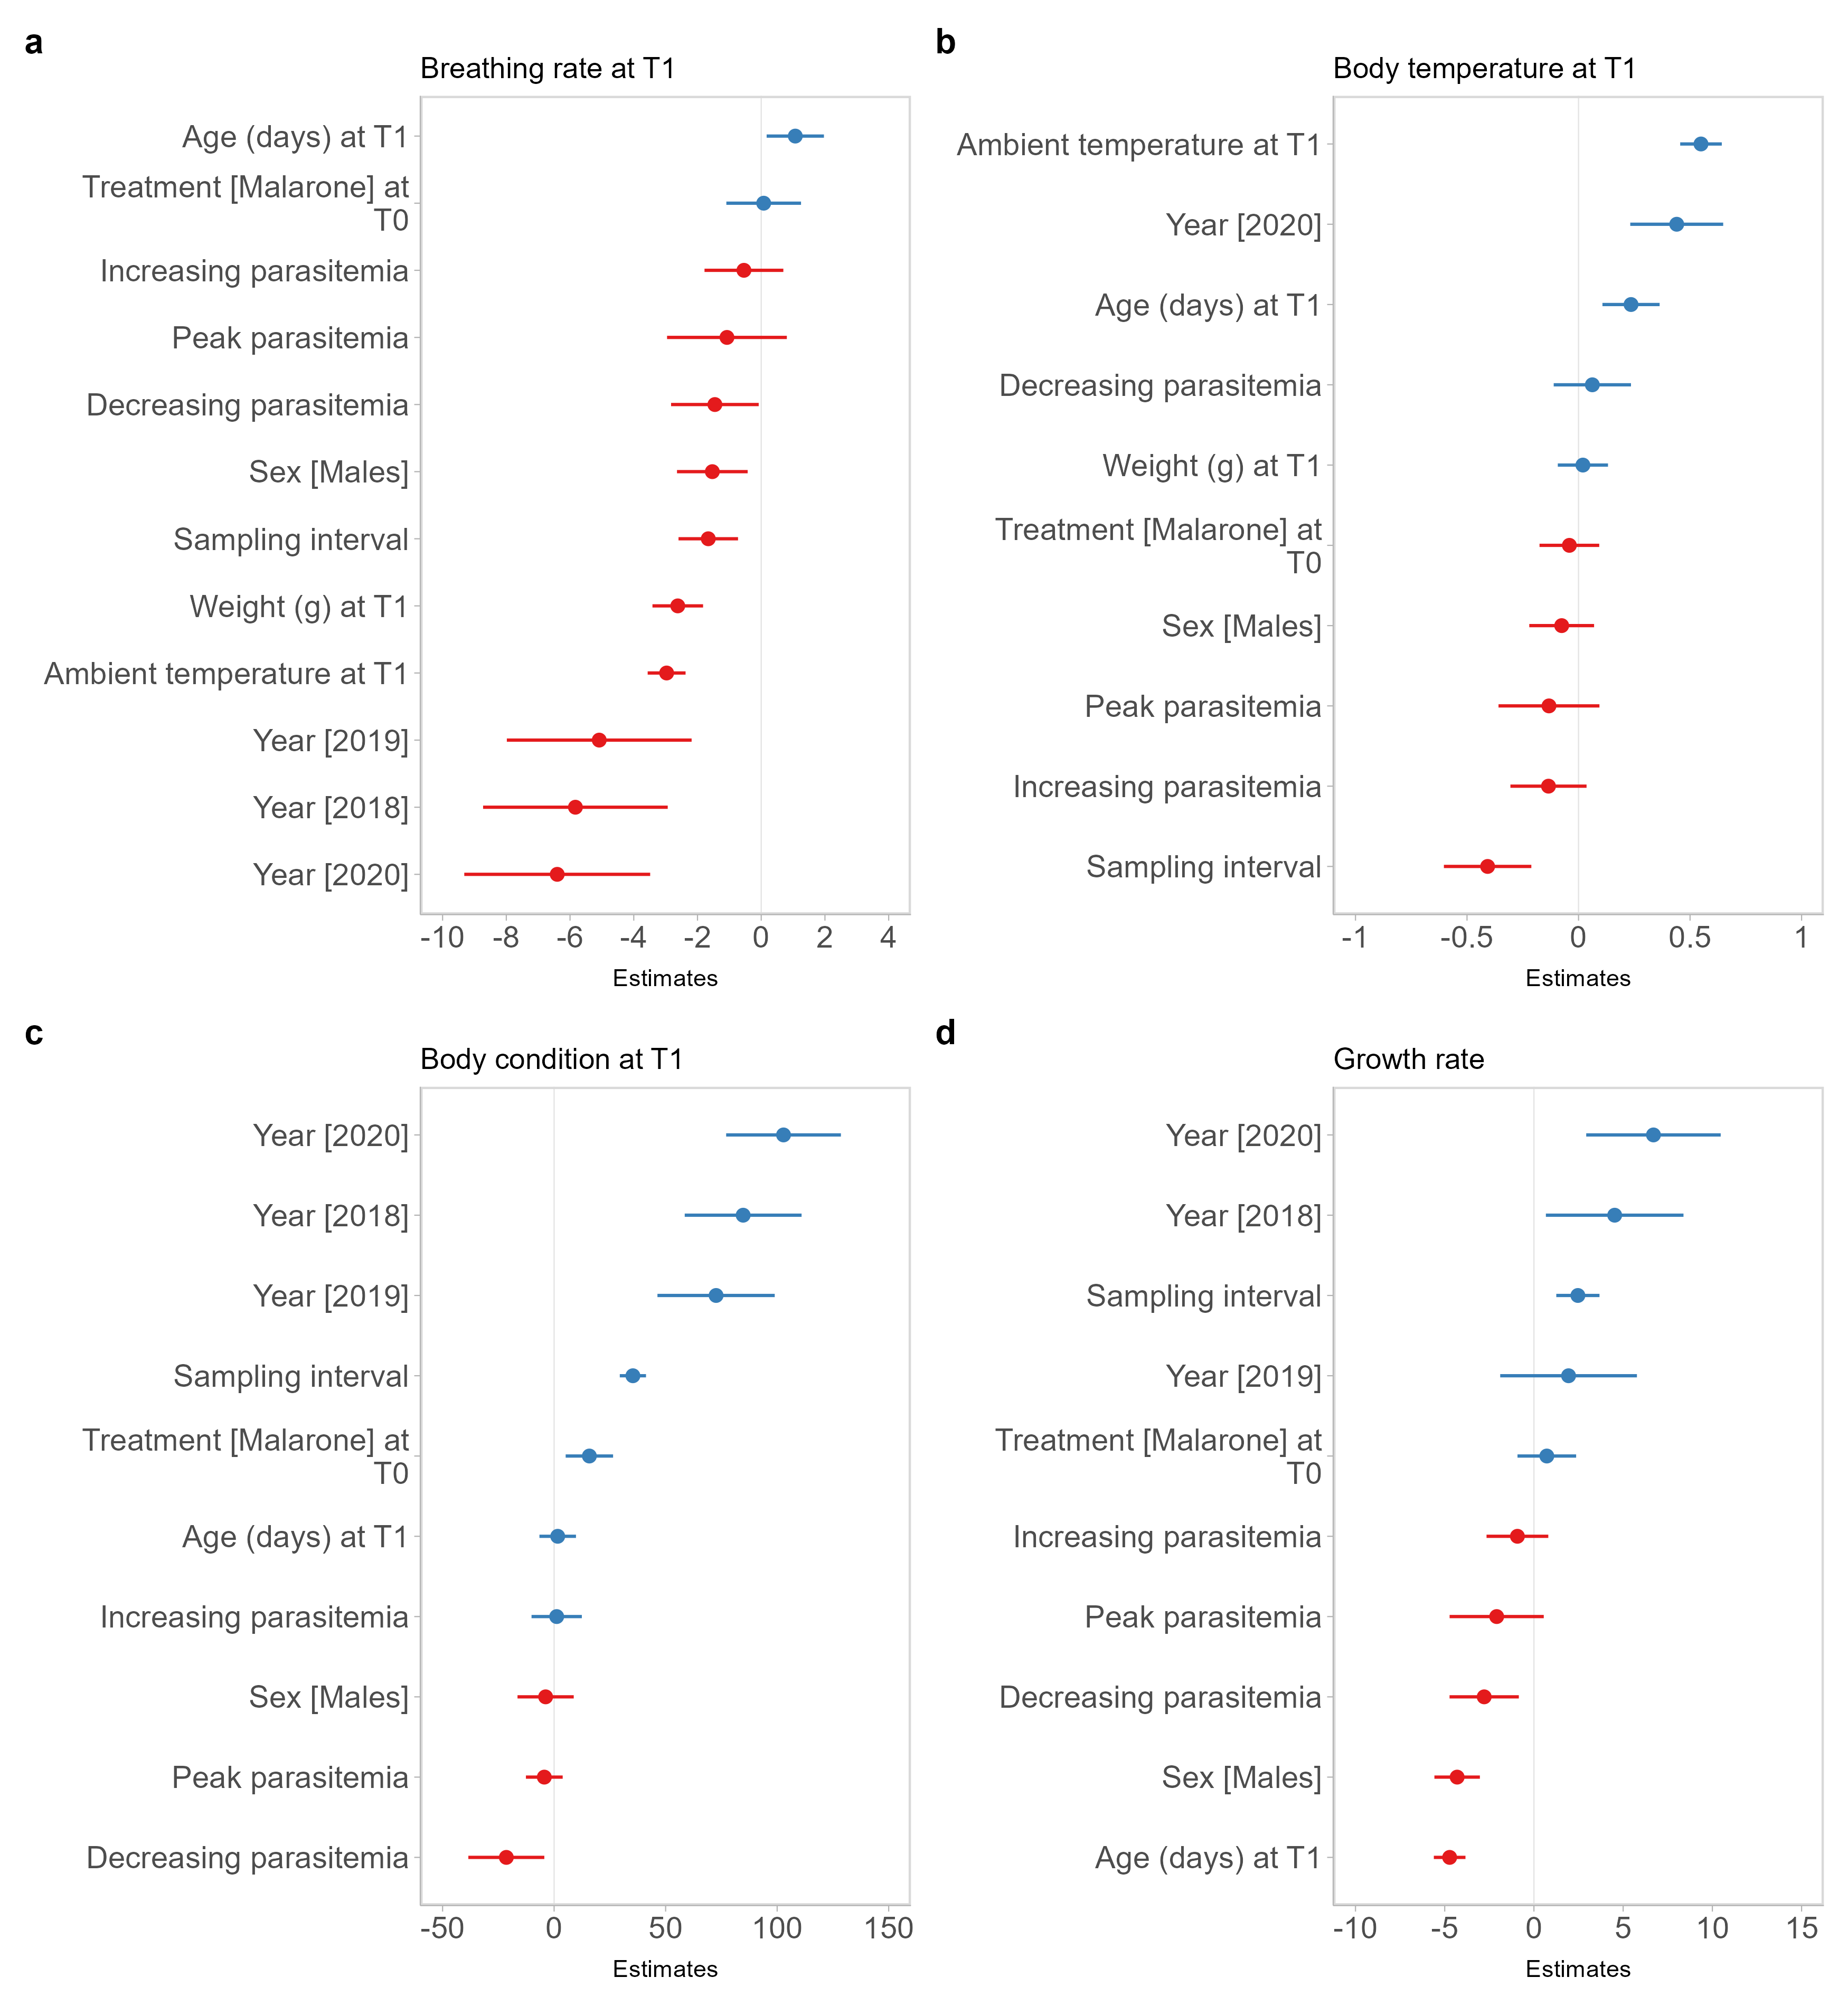 a
Breathing rate at T1
Age (days) at T1
Treatment [Malarone] at
T0
Increasing parasitemia
Peak parasitemia
Decreasing parasitemia
Sex [Males]
Sampling interval
Weight (g) at T1
Ambient temperature at T1
Year [2019]
Year [2018]
Year [2020]
-10 -8 -6 -4 -2 0 2 4
Estimates
b
Body temperature at T1
Ambient temperature at T1
Year [2020]
Age (days) at T1
Decreasing parasitemia
Weight (g) at T1
Treatment [Malarone] at
T0
Sex [Males]
Peak parasitemia
Increasing parasitemia
Sampling interval
-1 -0.5 0 0.5 1
Estimates
c
Body condition at T1
Year [2020]
Year [2018]
Year [2019]
Sampling interval
Treatment [Malarone] at
T0
Age (days) at T1
Increasing parasitemia
Sex [Males]
Peak parasitemia
Decreasing parasitemia
-50 0 50 100 150
Estimates
d
Growth rate
Year [2020]
Year [2018]
Sampling interval
Year [2019]
Treatment [Malarone] at
T0
Increasing parasitemia
Peak parasitemia
Decreasing parasitemia
Sex [Males]
Age (days) at T1
-10 -5 0 5 10 15
Estimates